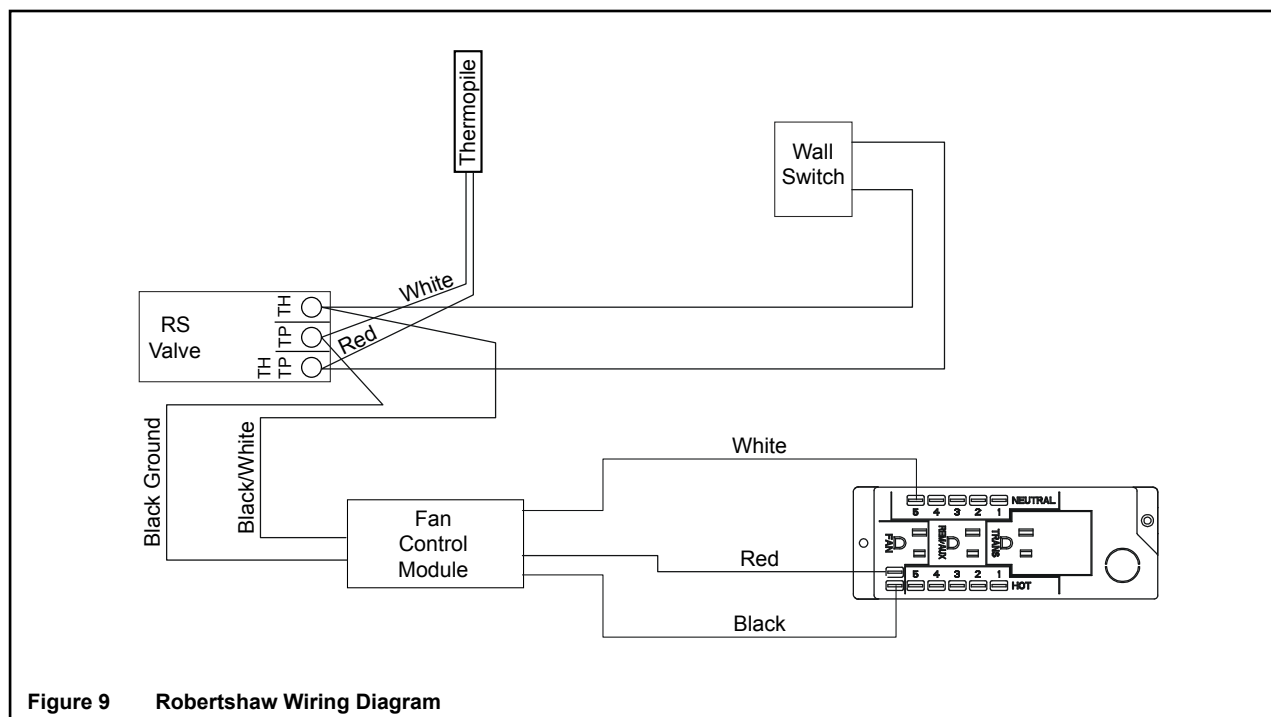 Thermopile
Wall
Switch
White
Red
RS
Valve
TH
TP
TH
TP
Black Ground
Black/White
White
Fan
Control
Module
Red
Black
NEUTRAL
5 4 3 2 1
FAN
REM/AUX
TRANS
5 4 3 2 1
HOT
Figure 9 Robertshaw Wiring Diagram